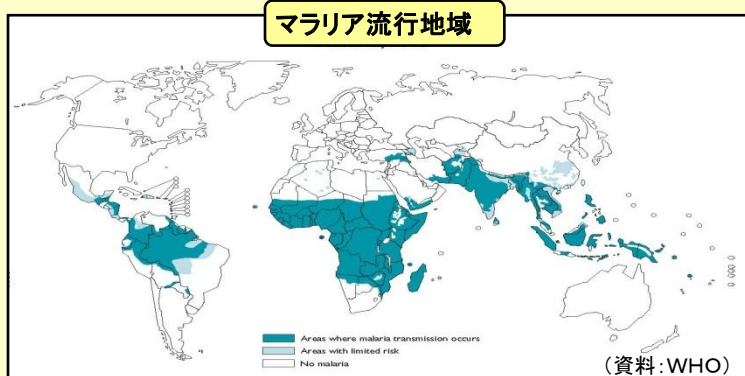 マラリア流行地域
Areas where malaria transmission occurs
Areas with limited risk
No malaria
(資料:WHO)